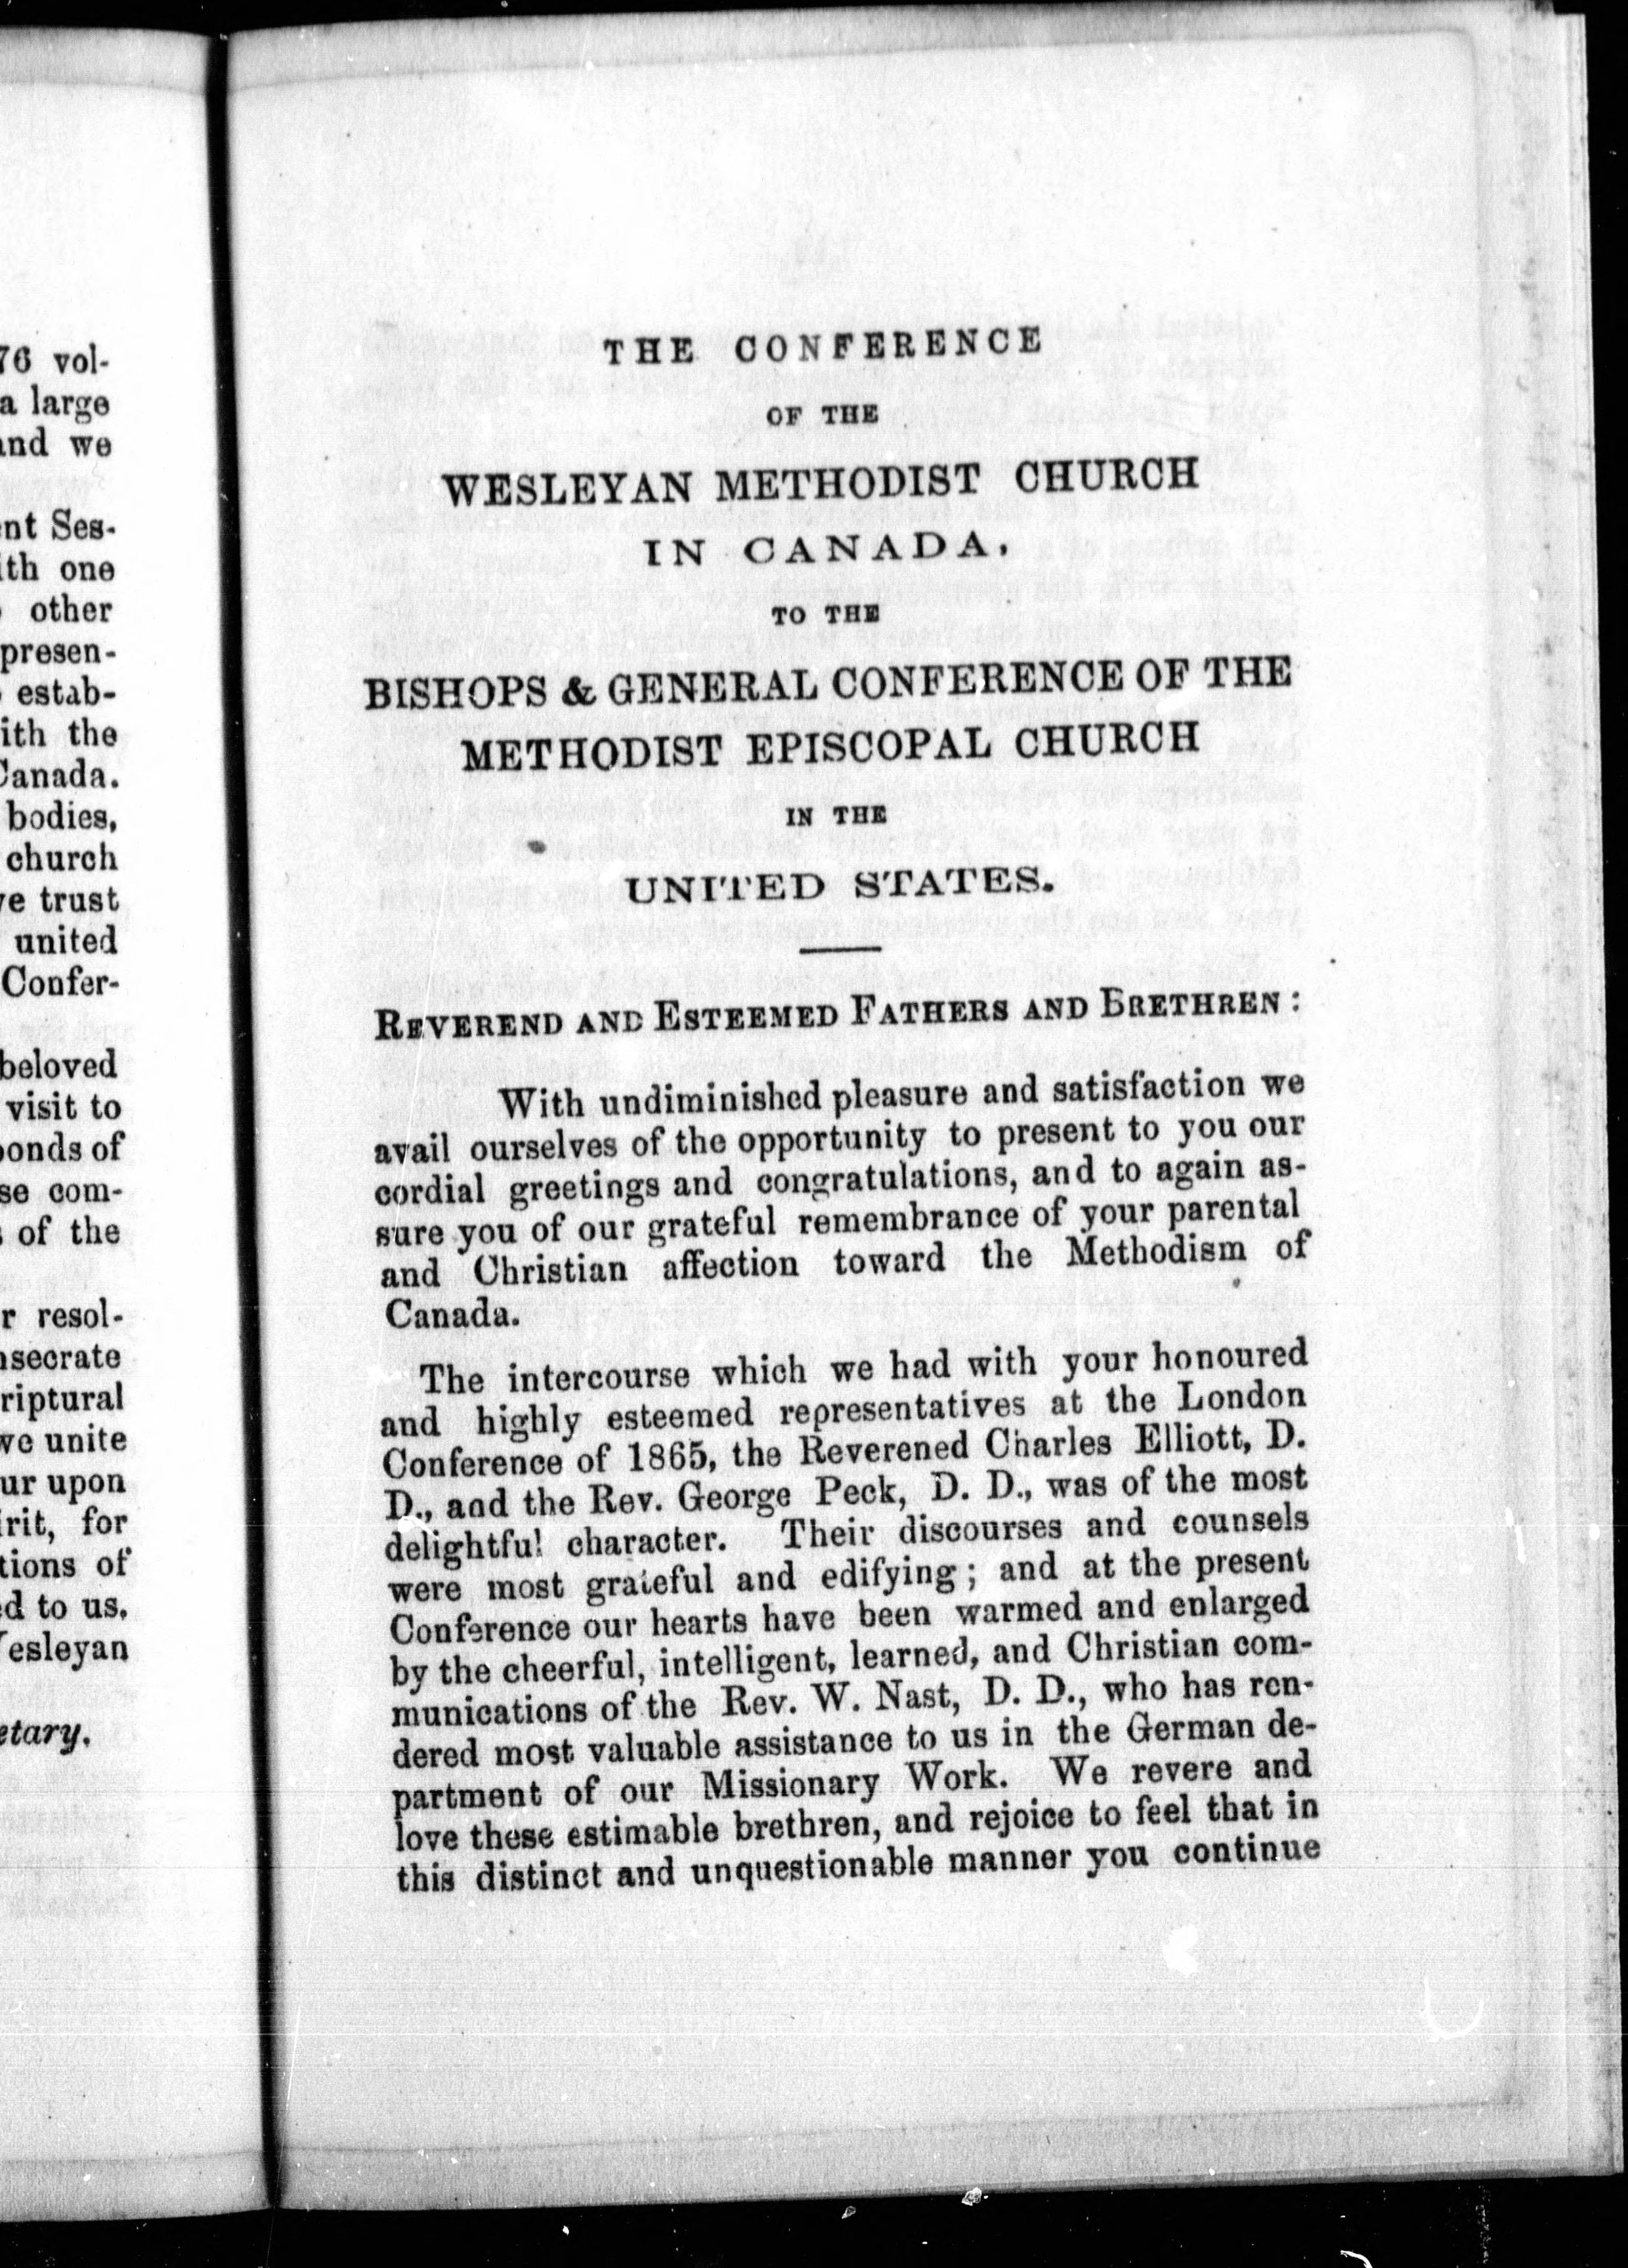 76 vol-
a large
and we
ent Ses-
ith one
other
presen-
estab-
ith the
Canada.
bodies,
church
ve trust
united
Confer-
beloved
visit to
bonds of
se com-
of the
r resol-
nsecrate
riptural
we unite
ur upon
irit, for
tions of
ed to us,
Wesleyan
etary.
THE CONFERENCE
OF THE
WESLEYAN METHODIST CHURCH
IN CANADA,
TO THE
BISHOPS & GENERAL CONFERENCE OF THE
METHODIST EPISCOPAL CHURCH
IN THE
UNITED STATES.
REVEREND AND ESTEEMED FATHERS AND BRETHREN:
With undiminished pleasure and satisfaction we
avail ourselves of the opportunity to present to you our
cordial greetings and congratulations, and to again as-
sure you of our grateful remembrance of your parental
and Christian affection toward the Methodism of
Canada.
The intercourse which we had with your honoured
and highly esteemed representatives at the London
Conference of 1865, the Reverened Charles Elliott, D.
D., and the Rev. George Peck, D. D., was of the most
delightful character. Their discourses and counsels
were most grateful and edifying; and at the present
Conference our hearts have been warmed and enlarged
by the cheerful, intelligent, learned, and Christian com-
munications of the Rev. W. Nast, D. D., who has ren-
dered most valuable assistance to us in the German de-
partment of our Missionary Work. We revere and
love these estimable brethren, and rejoice to feel that in
this distinct and unquestionable manner you continue